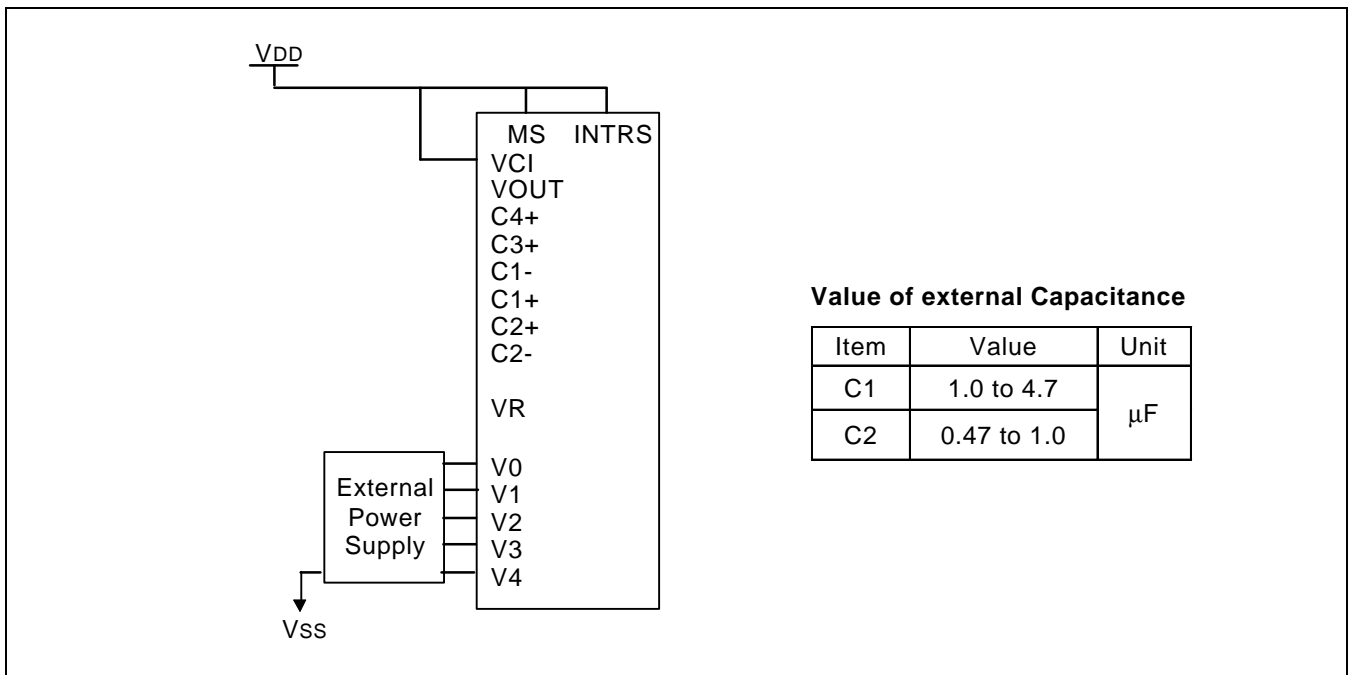 VDD
MS INTRS
VCI
VOUT
C4+
C3+
C1-
C1+
C2+
C2-
VR
V0
V1
V2
V3
V4
External
Power
Supply
VSS
Value of external Capacitance
Item Value Unit
C1 1.0 to 4.7 μF
C2 0.47 to 1.0